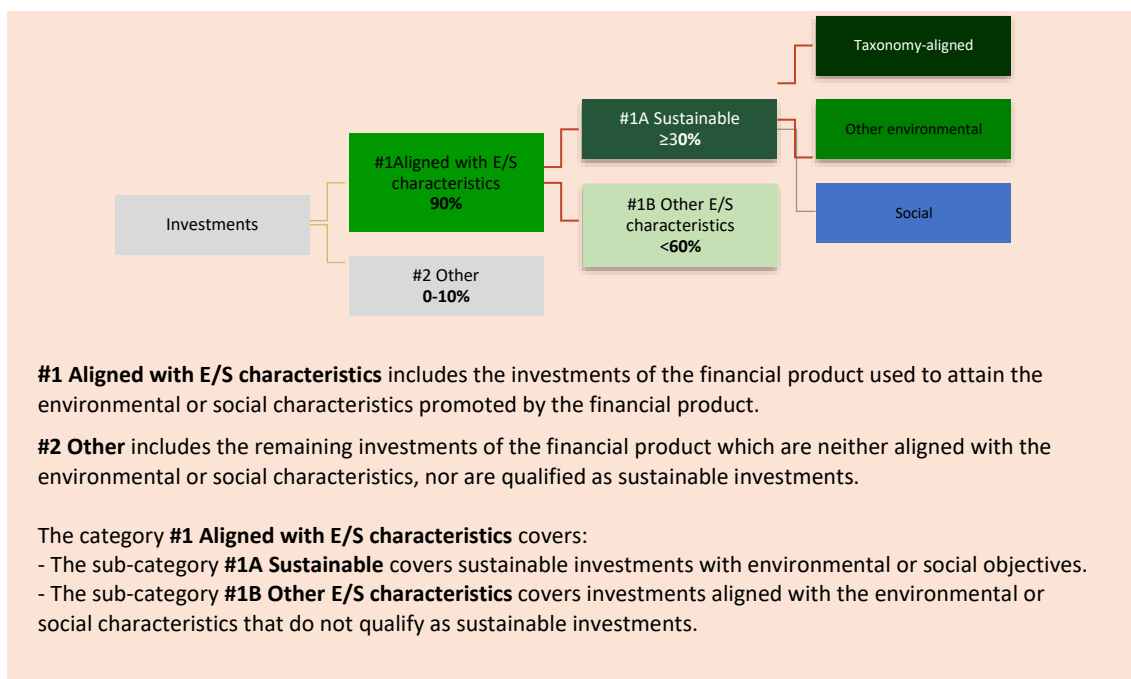 Taxonomy-aligned
#1A Sustainable
≥30%
Other environmental
#1Aligned with E/S
characteristics
90%
#1B Other E/S
characteristics
<60%
Social
Investments
#2 Other
0-10%
#1 Aligned with E/S characteristics includes the investments of the financial product used to attain the
environmental or social characteristics promoted by the financial product.
#2 Other includes the remaining investments of the financial product which are neither aligned with the
environmental or social characteristics, nor are qualified as sustainable investments.
The category #1 Aligned with E/S characteristics covers:
- The sub-category #1A Sustainable covers sustainable investments with environmental or social objectives.
- The sub-category #1B Other E/S characteristics covers investments aligned with the environmental or
social characteristics that do not qualify as sustainable investments.